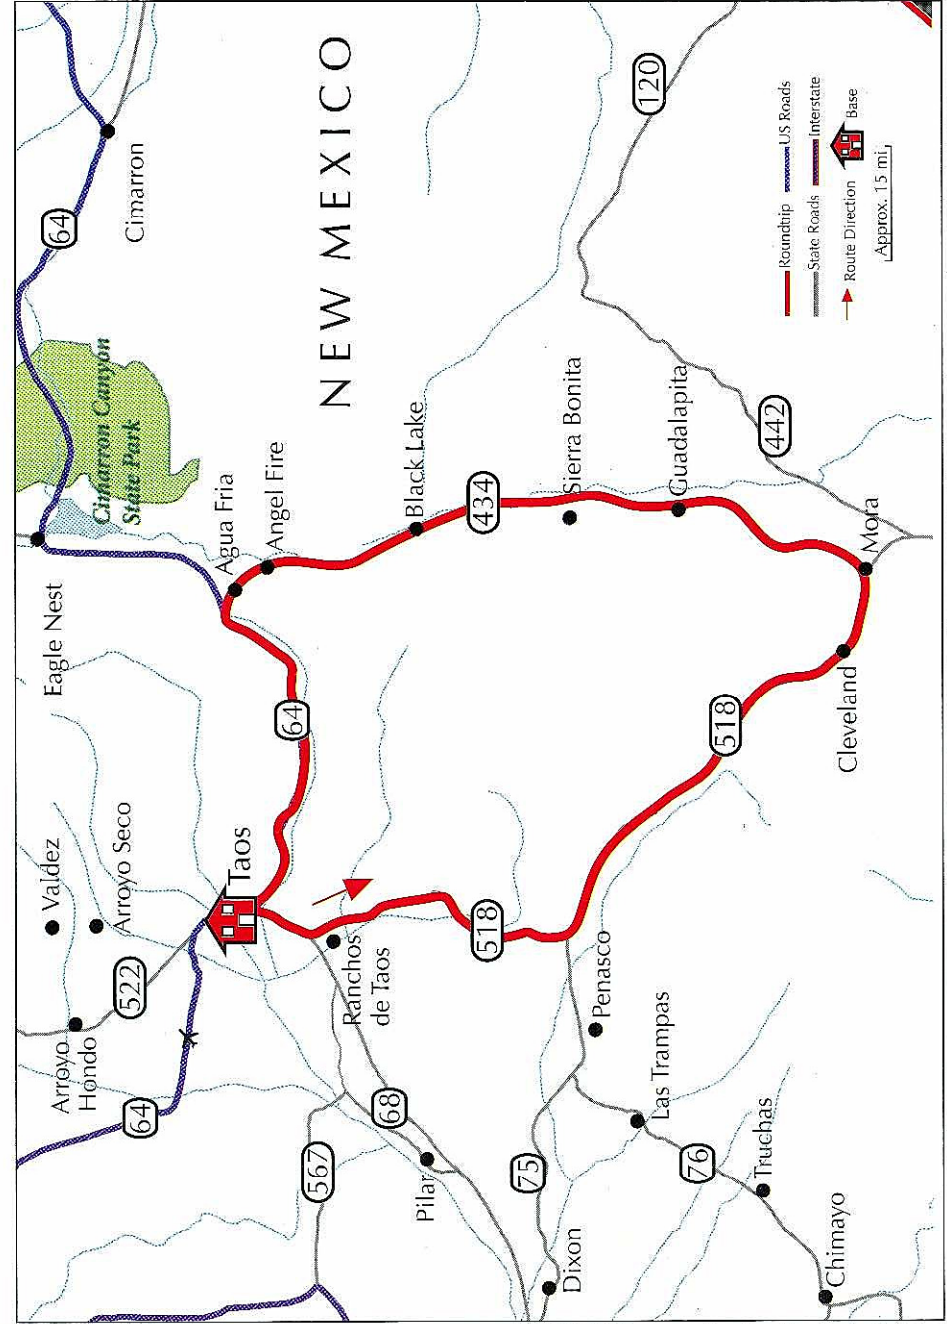 NEW MEXICO
64
Cimarron
120
Cimarron Canyon
State Park
Eagle Nest
Agua Fria
Angel Fire
Black Lake
434
Sierra Bonita
Guadalapita
442
Mora
Cleveland
518
64
Valdez
Arroyo Seco
Taos
522
Arroyo
Hondo
64
Ranchos
de Taos
518
Penasco
Las Trampas
68
567
Pilar
75
76
Truchas
Dixon
Chimayo
Roundtrip
US Roads
State Roads
Interstate
Route Direction
Base
Approx. 15 mi.